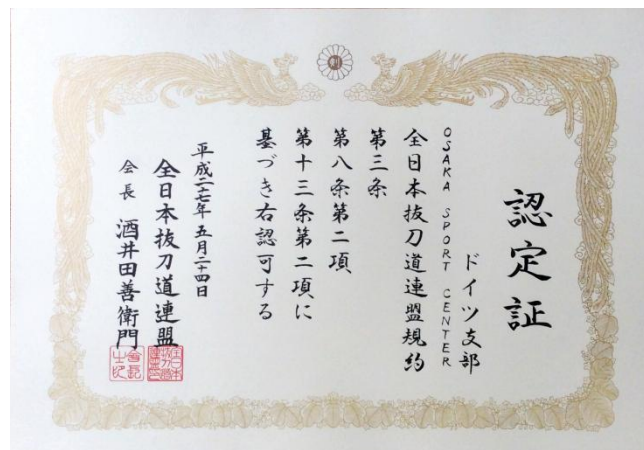 認定証
ドイツ支部
OSAKA SPORT CENTER
全日本抜刀道連盟規約
第三条
第八条第二項
第十三条第二項に
基づき右認可する
平成二十七年五月二十四日
全日本抜刀道連盟
会長 酒井田善衛門